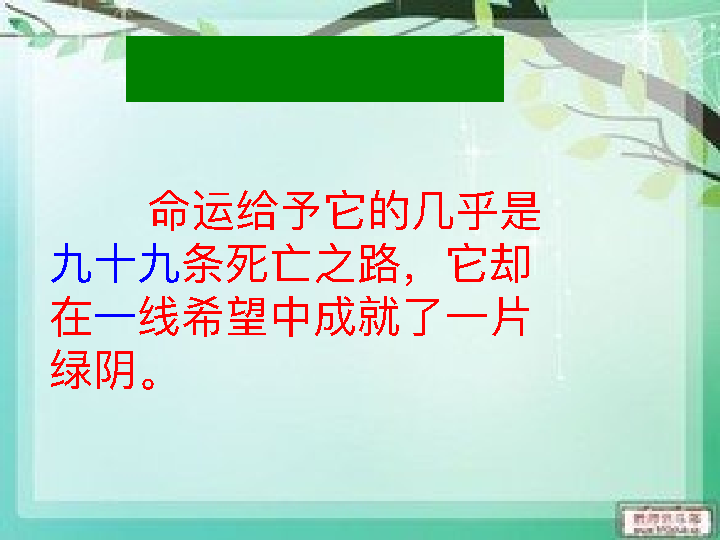 命运给予它的几乎是
九十九条死亡之路，它却
在一线希望中成就了一片
绿阴。